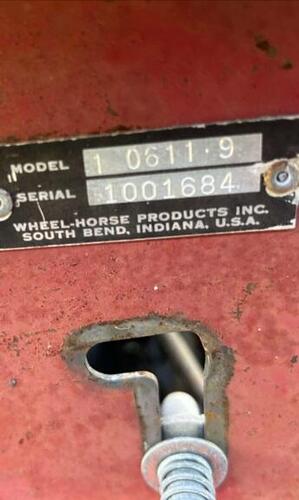 MODEL 1 0611·9
SERIAL 1001684
WHEEL-HORSE PRODUCTS INC.
SOUTH BEND, INDIANA, U.S.A.